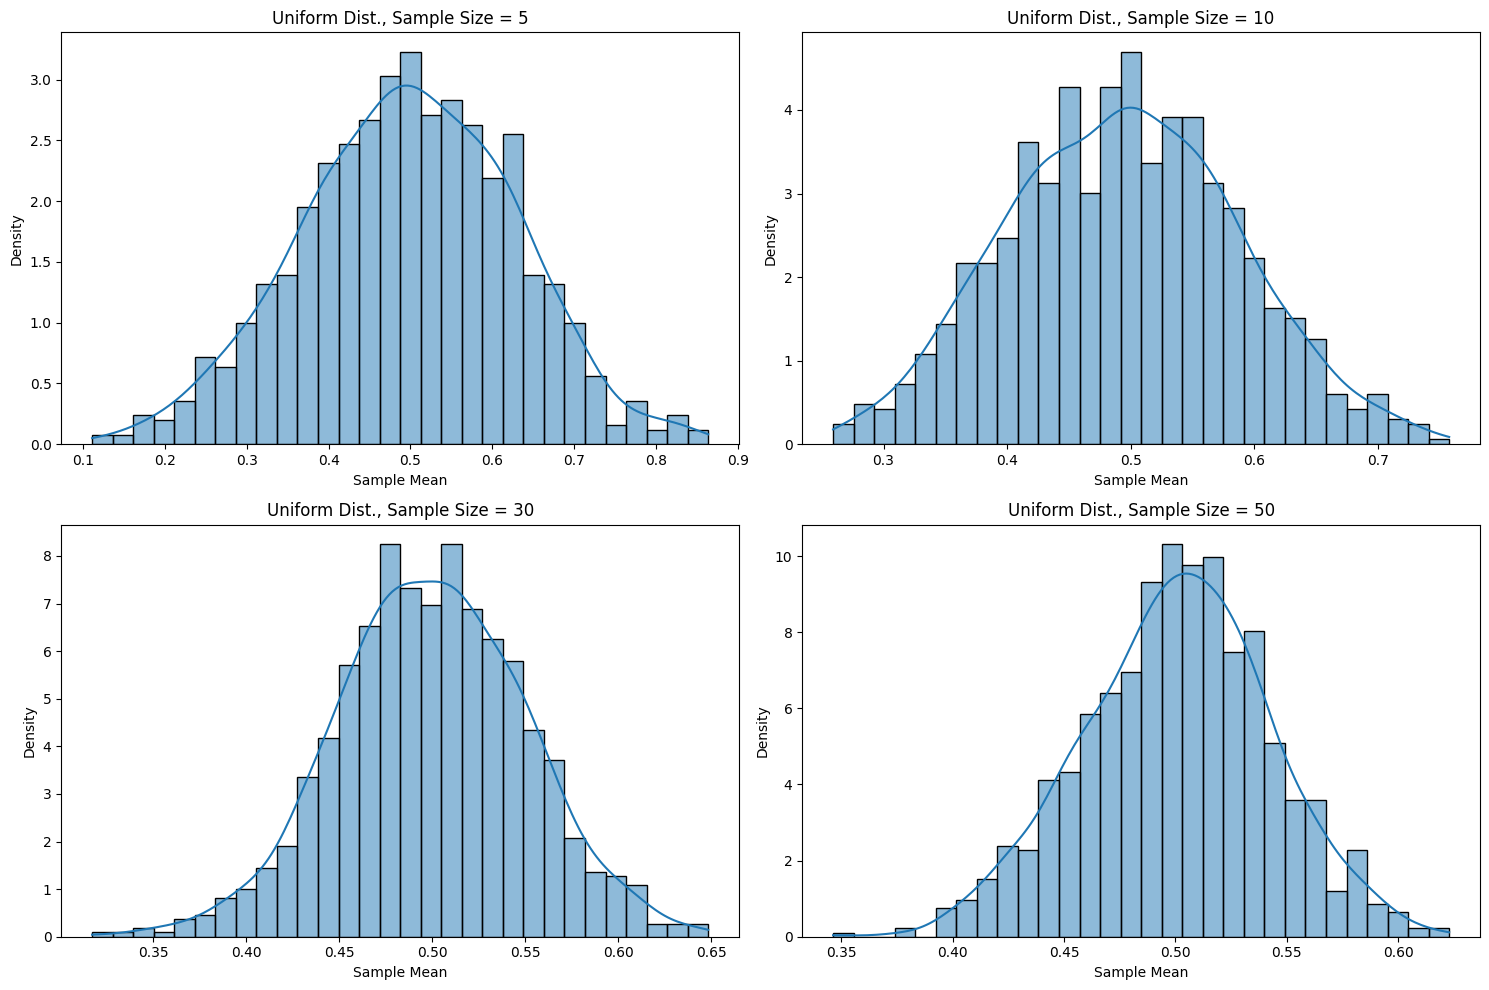 Uniform Dist., Sample Size = 5
Density
3.0
2.5
2.0
1.5
1.0
0.5
0.0
0.1 0.2 0.3 0.4 0.5 0.6 0.7 0.8 0.9
Sample Mean
Uniform Dist., Sample Size = 10
Density
4
3
2
1
0
0.3 0.4 0.5 0.6 0.7
Sample Mean
Uniform Dist., Sample Size = 30
Density
8
7
6
5
4
3
2
1
0
0.35 0.40 0.45 0.50 0.55 0.60 0.65
Sample Mean
Uniform Dist., Sample Size = 50
Density
10
8
6
4
2
0
0.35 0.40 0.45 0.50 0.55 0.60
Sample Mean